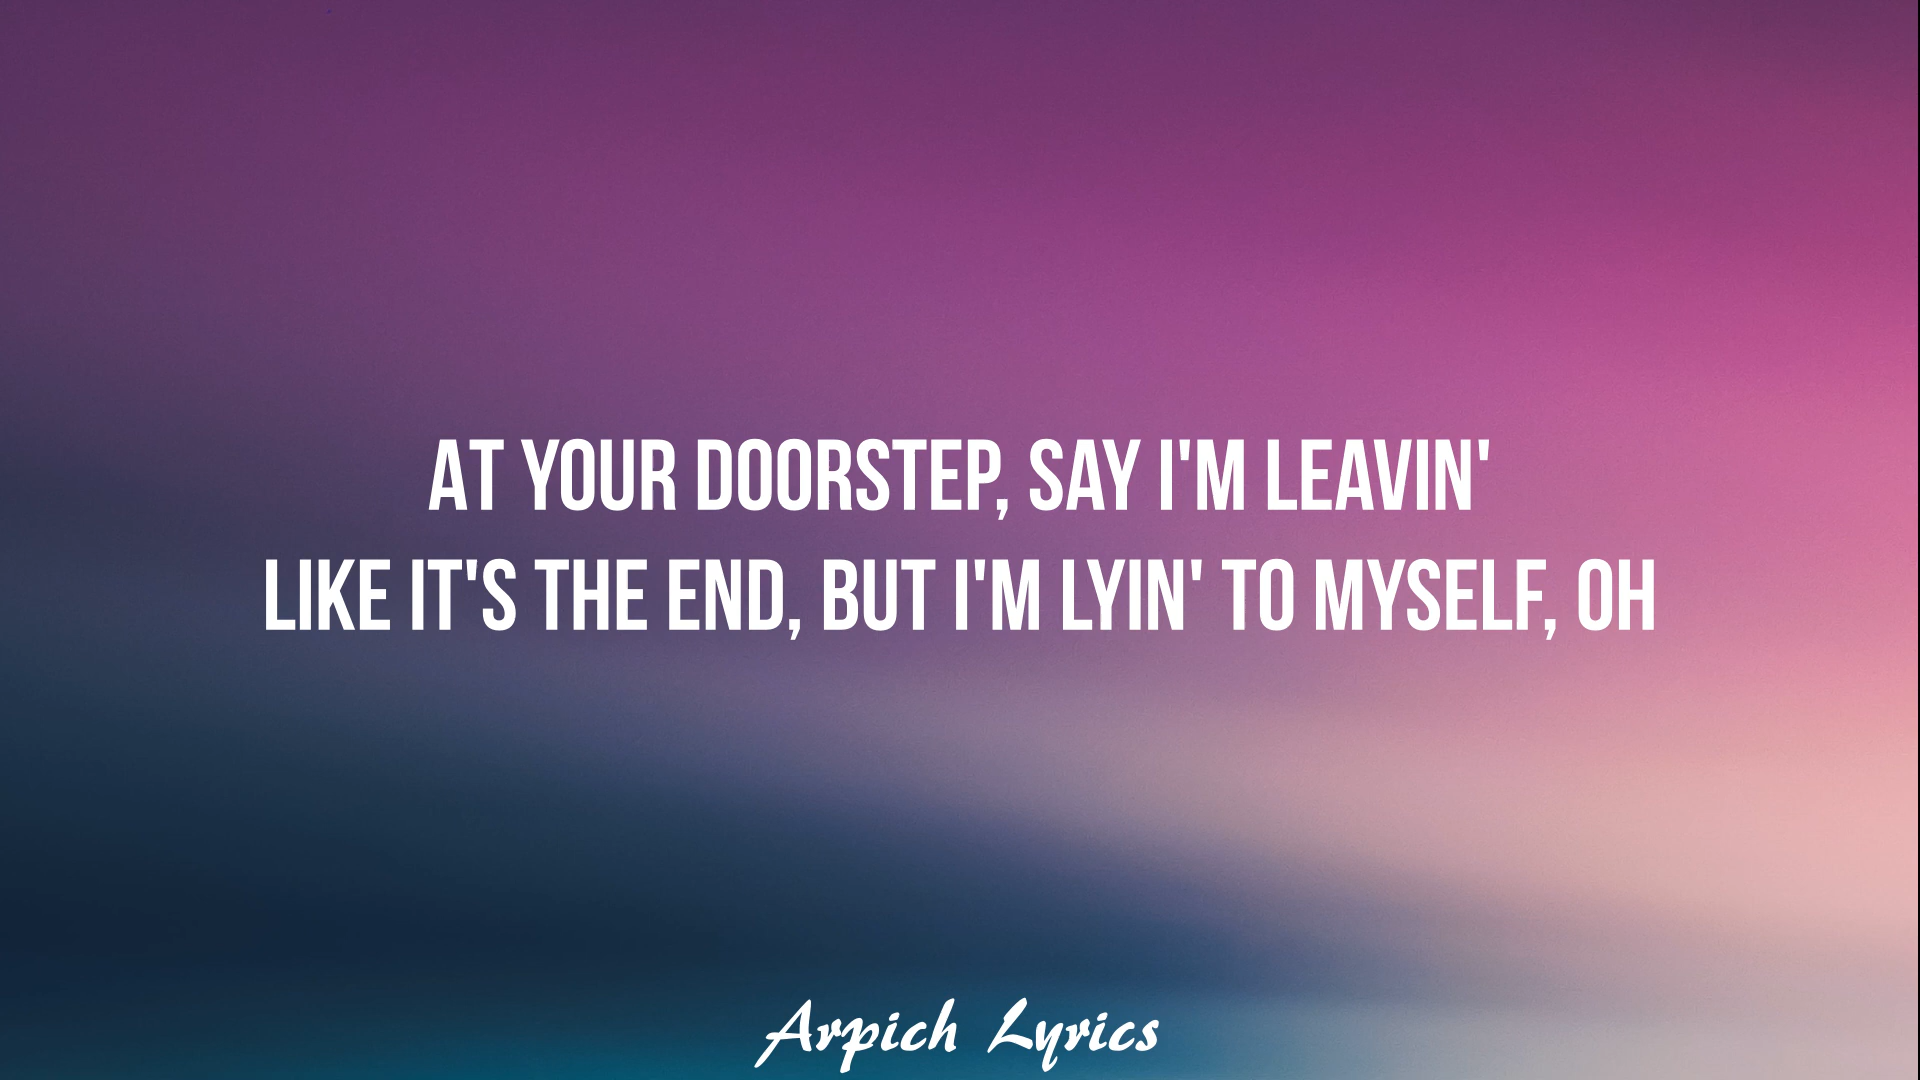 AT YOUR DOORSTEP, SAY I'M LEAVIN'
LIKE IT'S THE END, BUT I'M LYIN' TO MYSELF, OH
Arpich Lyrics